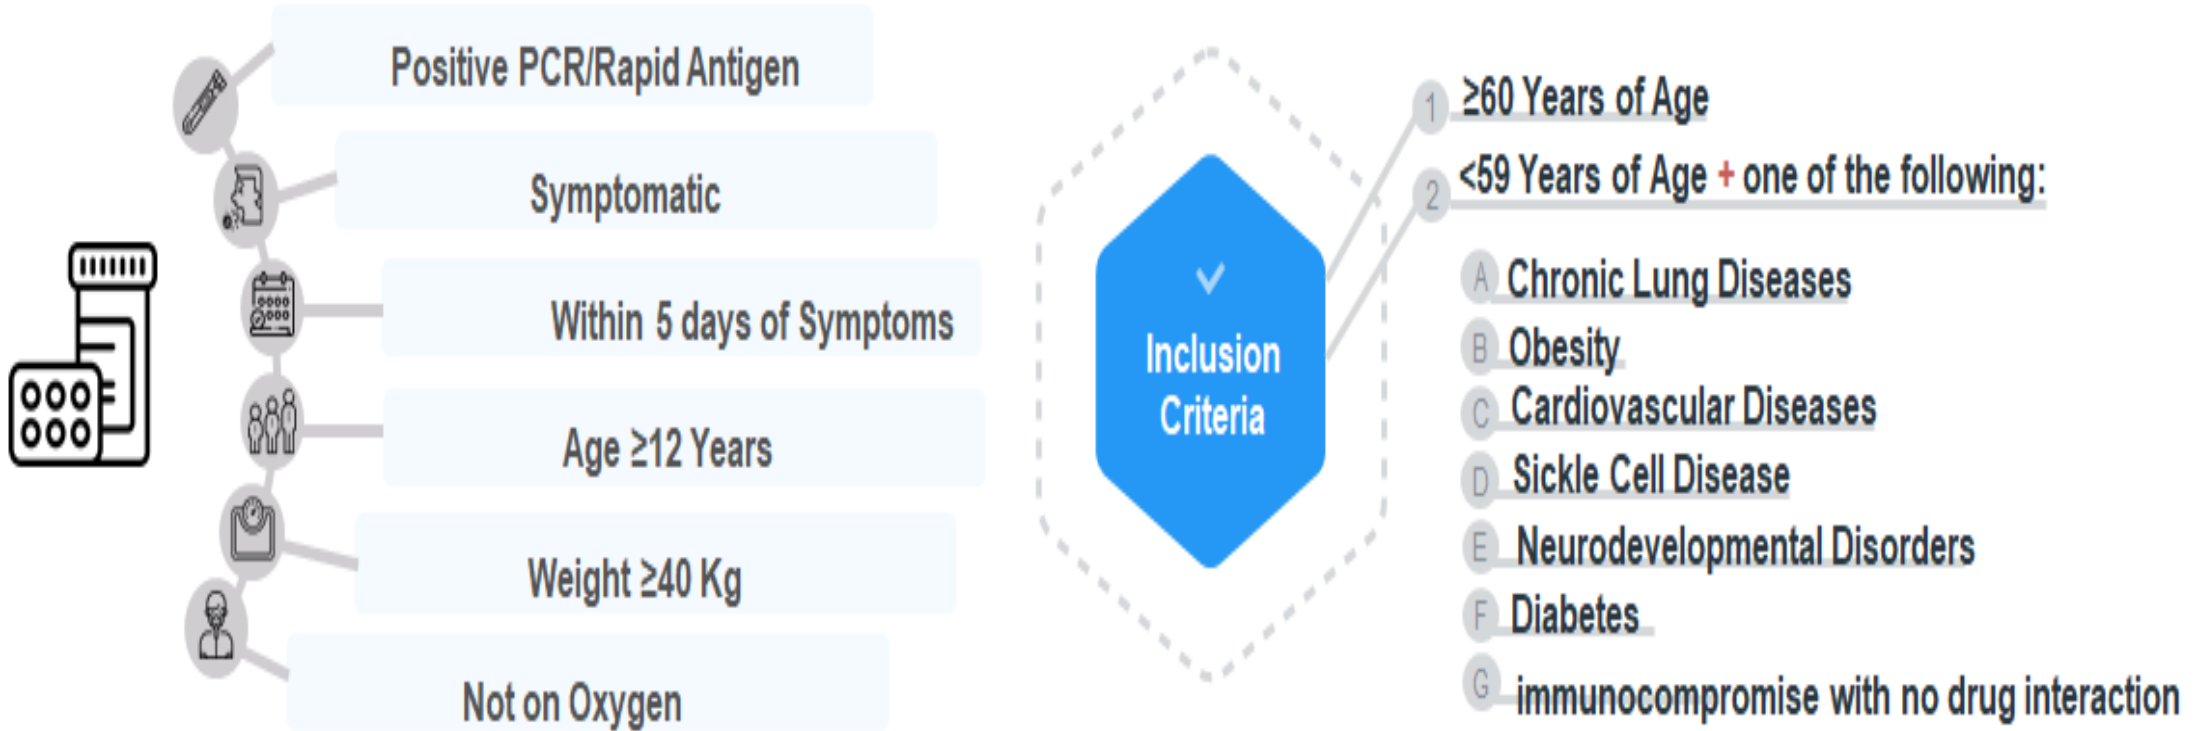 Positive PCR/Rapid Antigen
Symptomatic
Within 5 days of Symptoms
Age ≥12 Years
Weight ≥40 Kg
Not on Oxygen
Inclusion
Criteria
1 ≥60 Years of Age
2 <59 Years of Age + one of the following:
A Chronic Lung Diseases
B Obesity
C Cardiovascular Diseases
D Sickle Cell Disease
E Neurodevelopmental Disorders
F Diabetes
G immunocompromise with no drug interaction